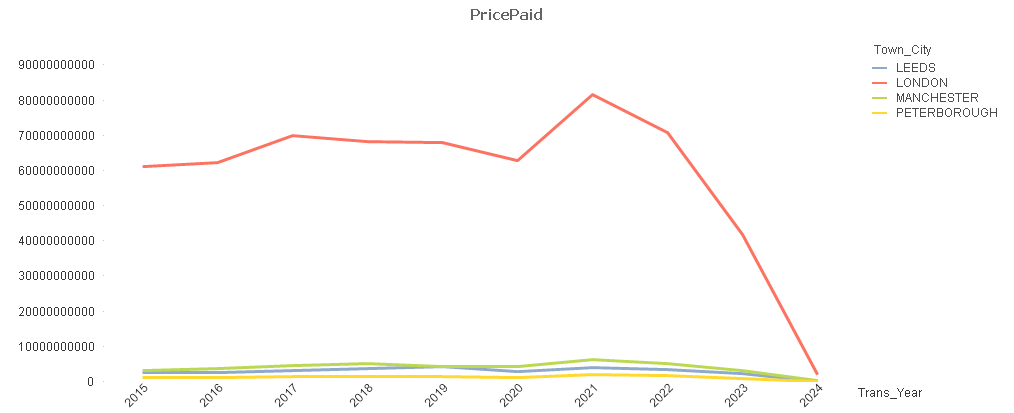 PricePaid
Town_City
LEEDS
LONDON
MANCHESTER
PETERBOROUGH
90000000000
80000000000
70000000000
60000000000
50000000000
40000000000
30000000000
20000000000
10000000000
0
2015 2016 2017 2018 2019 2020 2021 2022 2023 2024
Trans_Year